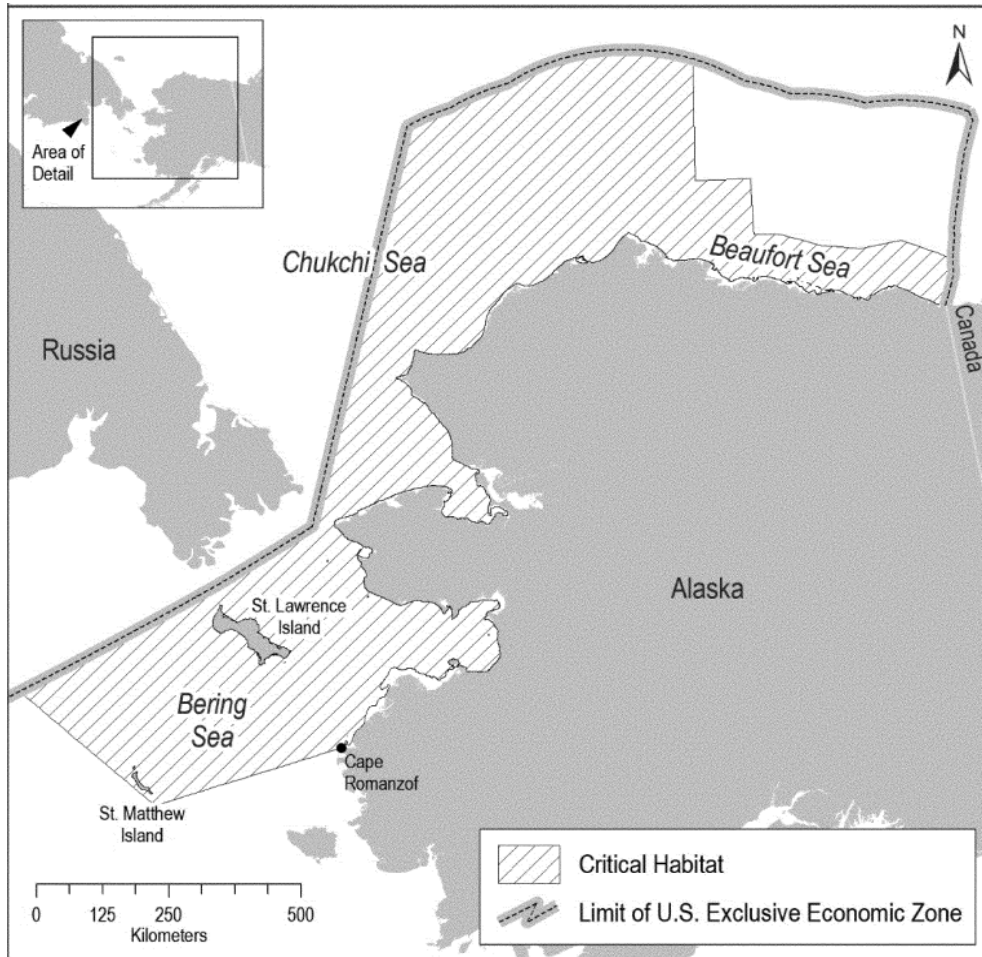 N
Area of
Detail
Chukchi Sea
Beaufort Sea
Russia
Canada
Alaska
St. Lawrence
Island
Bering
Sea
Cape
Romanzof
St. Matthew
Island
Critical Habitat
Limit of U.S. Exclusive Economic Zone
0 125 250 500
Kilometers